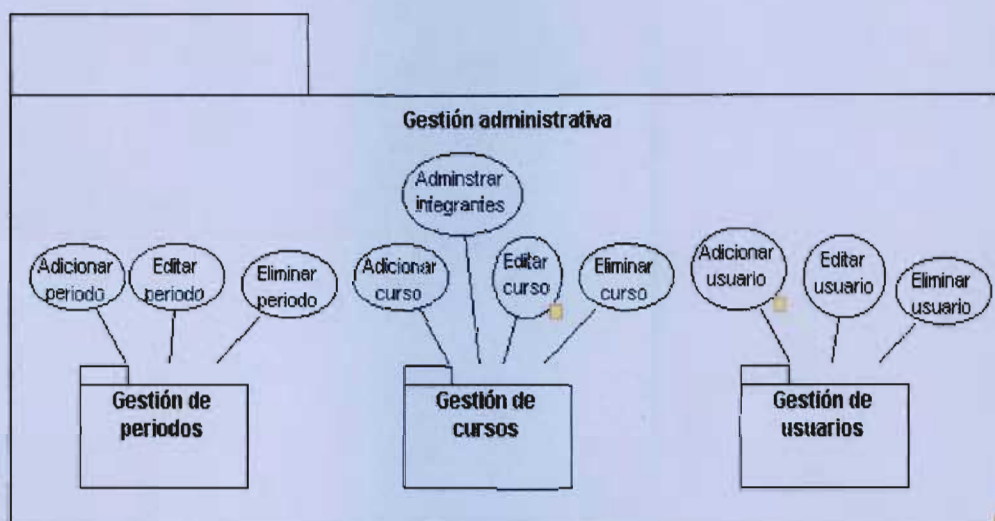 Gestión administrativa
Adminstrar
integrantes
Adicionar
periodo
Editar
periodo
Eliminar
periodo
Adicionar
curso
Editar
curso
Eliminar
curso
Adicionar
usuario
Editar
usuario
Eliminar
usuario
Gestión de
periodos
Gestión de
cursos
Gestión de
usuarios